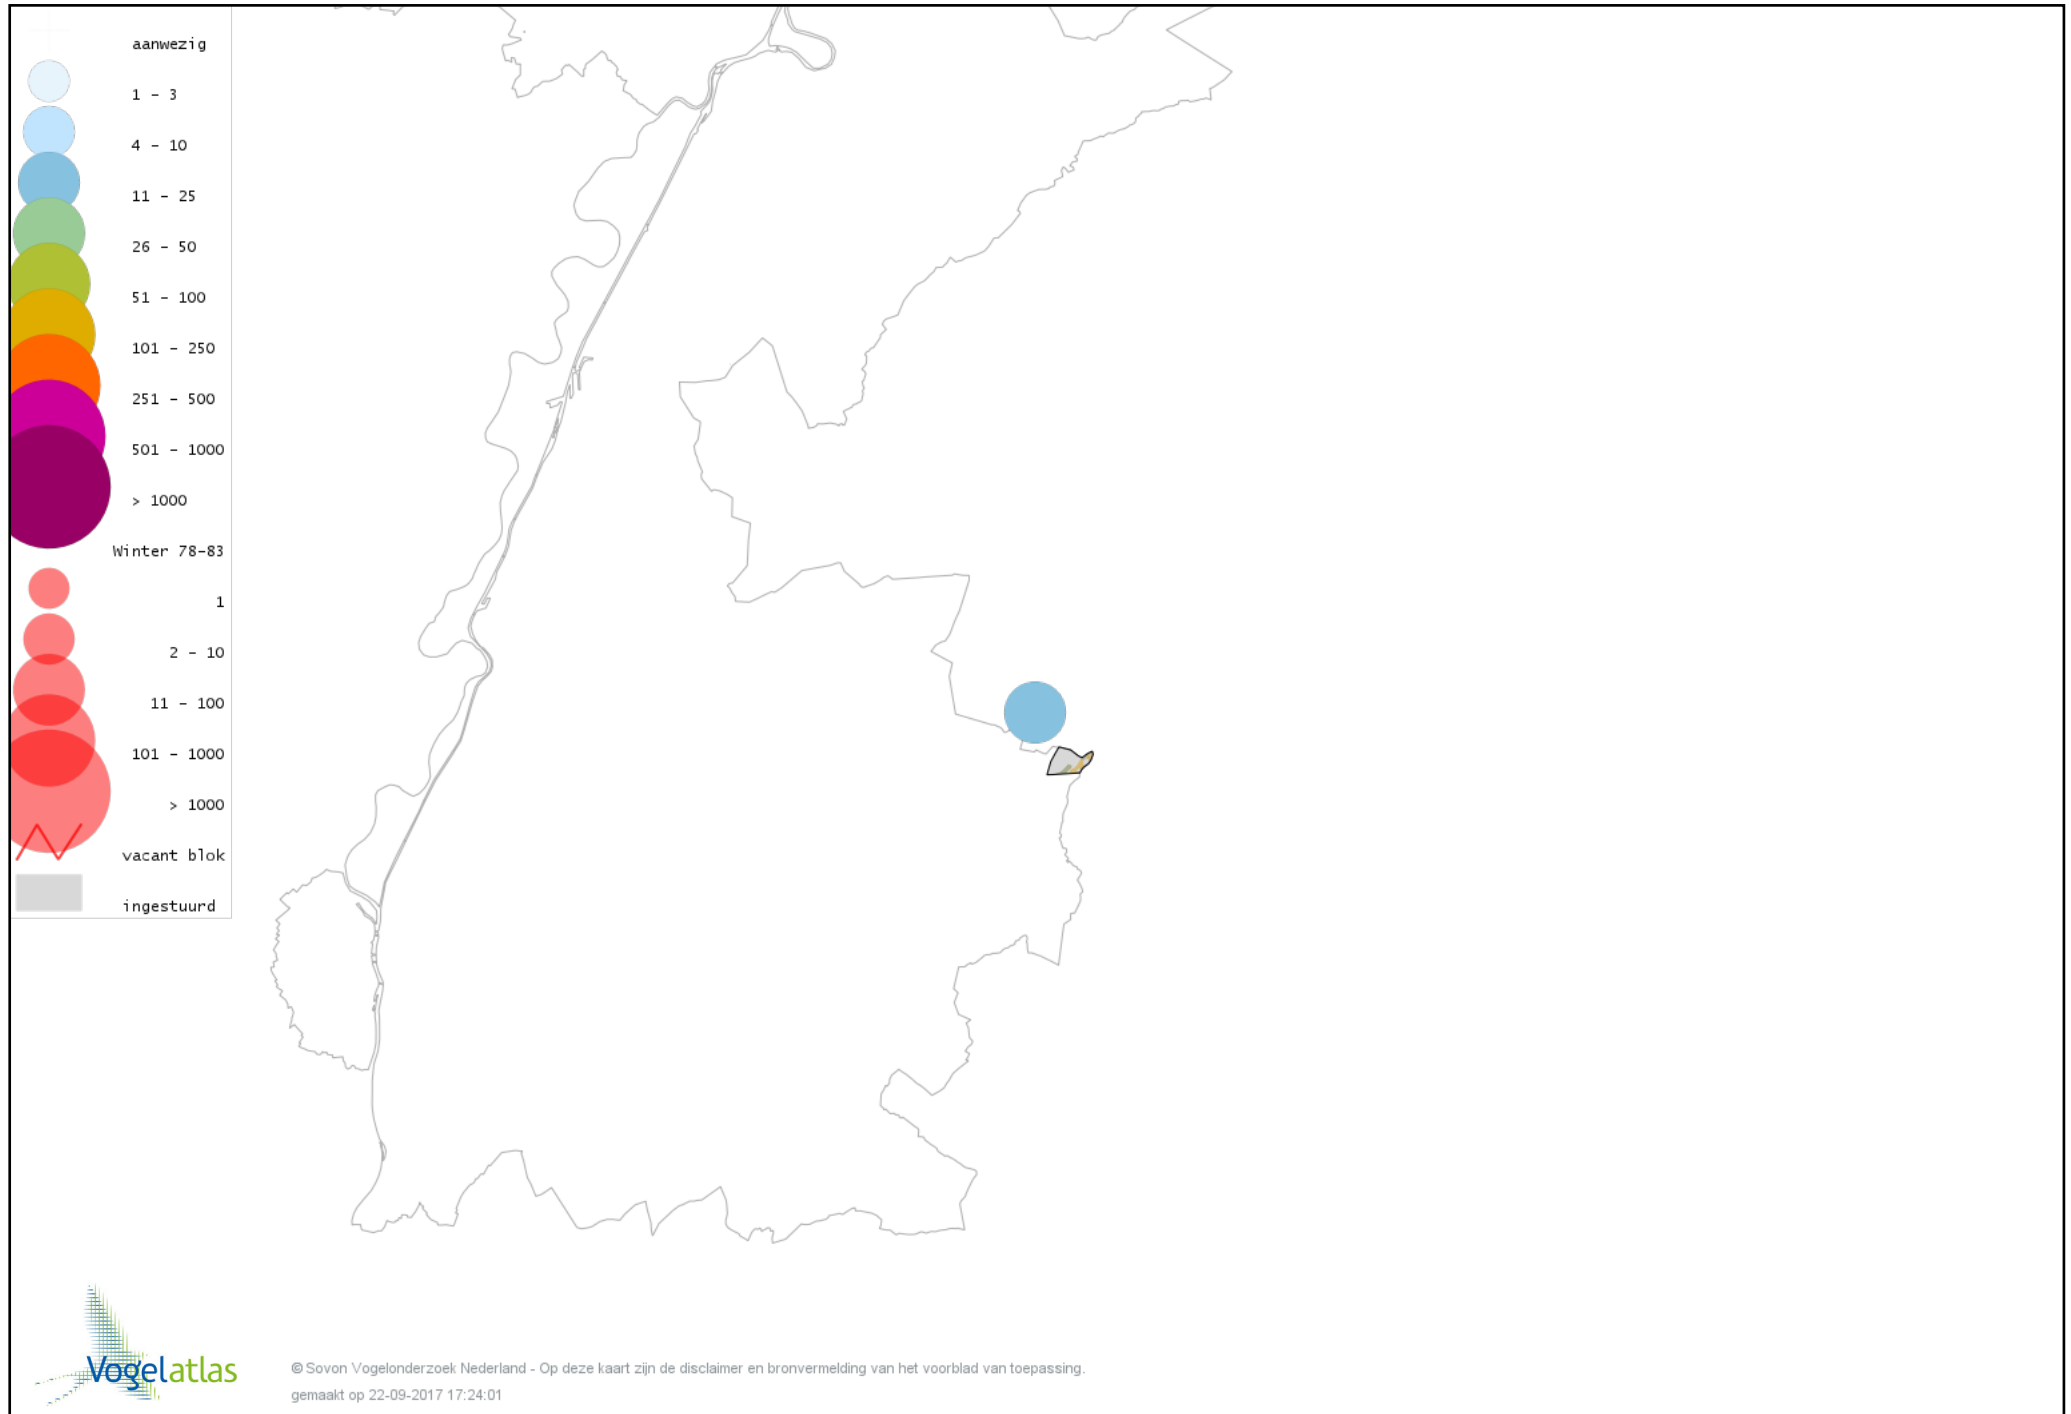 aanwezig
1 - 3
4 - 10
11 - 25
26 - 50
51 - 100
101 - 250
251 - 500
501 - 1000
> 1000
Winter 78-83
1
2 - 10
11 - 100
101 - 1000
> 1000
vacant blok
ingestuurd
Vogelatlas
© Sovon Vogelonderzoek Nederland - Op deze kaart zijn de disclaimer en bronvermelding van het voorblad van toepassing.
gemaakt op 22-09-2017 17:24:01